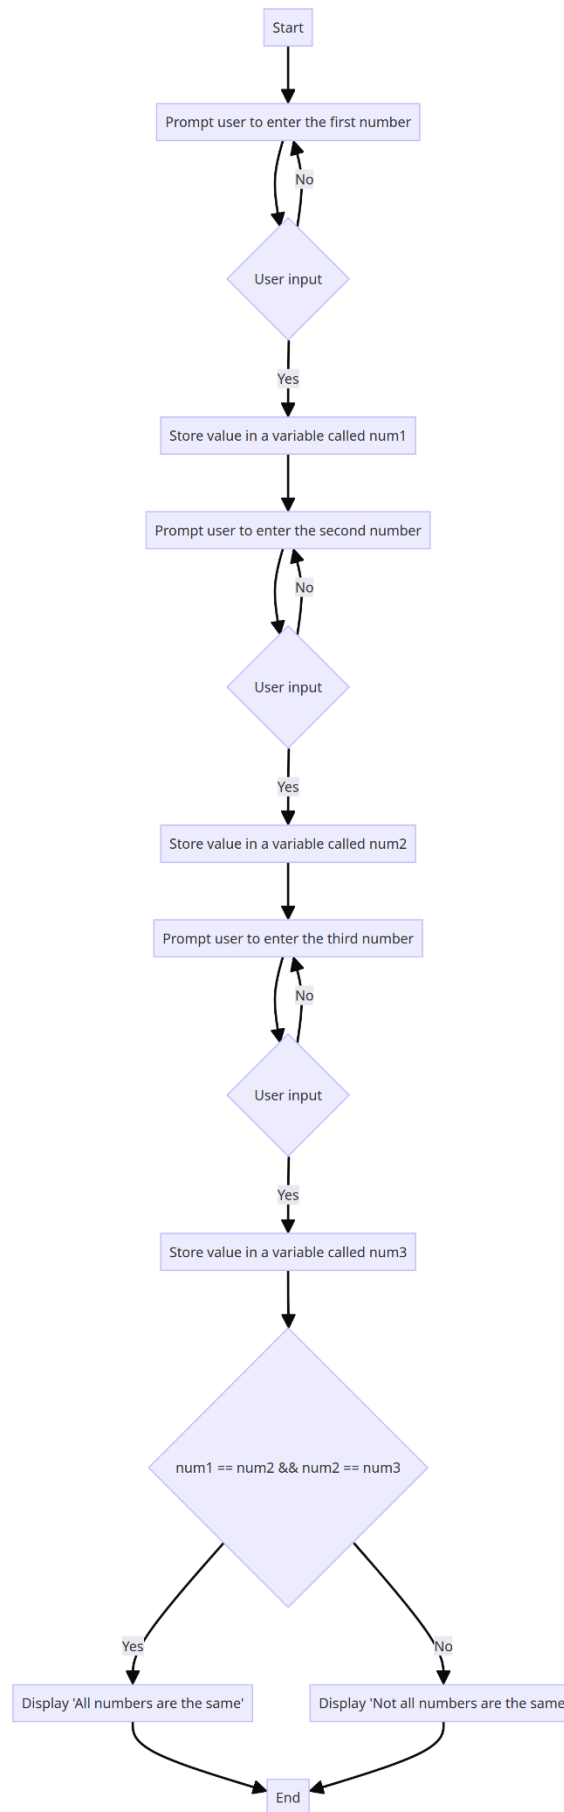 Start
Prompt user to enter the first number
No
User input
Yes
Store value in a variable called num1
Prompt user to enter the second number
No
User input
Yes
Store value in a variable called num2
Prompt user to enter the third number
No
User input
Yes
Store value in a variable called num3
num1 == num2 && num2 == num3
Yes
No
Display 'All numbers are the same'
Display 'Not all numbers are the same
End